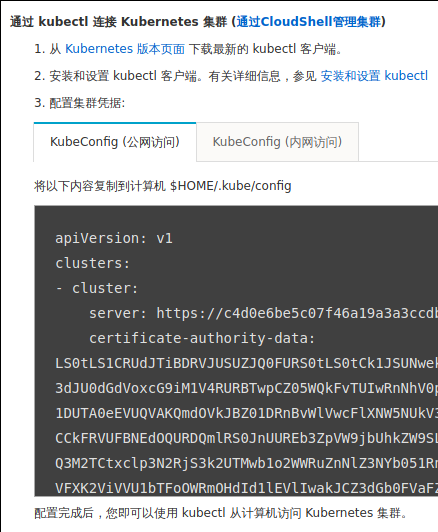 通过 kubectl 连接 Kubernetes 集群 (通过CloudShell管理集群)
1. 从 Kubernetes 版本页面 下载最新的 kubectl 客户端。
2. 安装和设置 kubectl 客户端。有关详细信息，参见 安装和设置 kubectl
3. 配置集群凭据:
KubeConfig (公网访问)
KubeConfig (内网访问)
将以下内容复制到计算机 $HOME/.kube/config
apiVersion: v1
clusters:
- cluster:
server: https://c4d0e6be5c07f46a19a3a3ccdb
certificate-authority-data:
LS0tLS1CRUdJTiBDRVJUSUZJQ0FURS0tLS0tCk1JSUNwek
3dJU0dGdVoxcG9iM1V4RURBTwpCZ05WQkFvTUIwRnNhV0p
1DUTA0eEVUQVAKQmdOVkJBZ01DRnBvWlVwcFlXNW5NUkV3
CCkFRVUFBNEdOQURDQmlRS0JnUUREb3ZpVW9jbUhkZW9SL
Q3M2TCtxclp3N2RjS3k2UTMwb1o2WWRuZnNlZ3NYb051Rr
VFXK2ViVVU1bTFoOWRmOHdId1lEVlIwakJCZ3dGb0FVaFZ
配置完成后，您即可以使用 kubectl 从计算机访问 Kubernetes 集群。